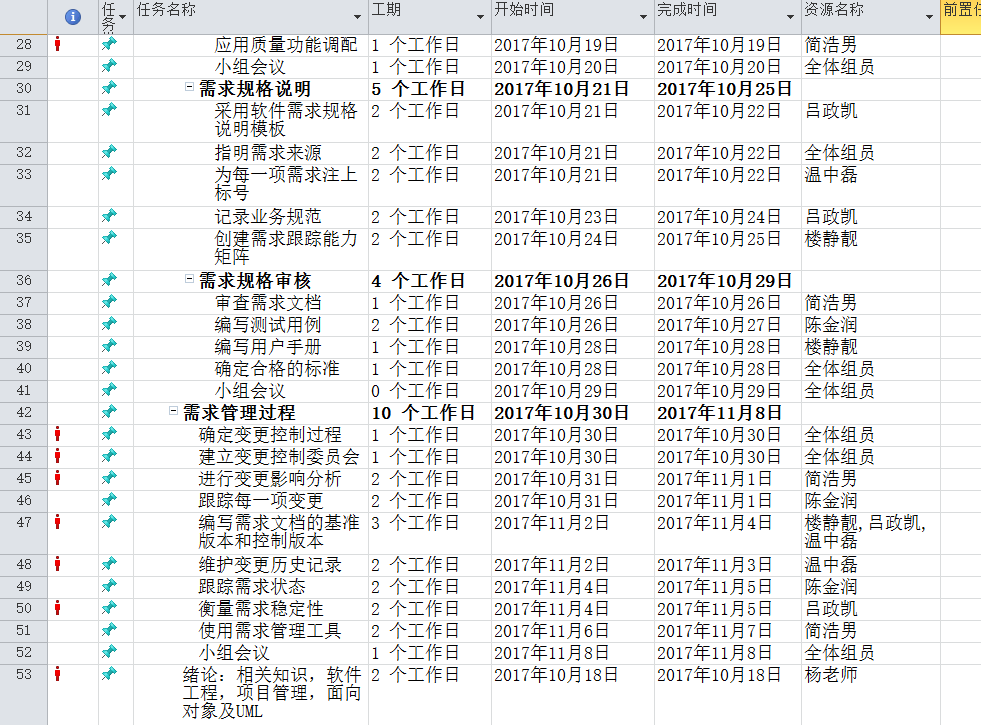 任务 任务名称 工期 开始时间 完成时间 资源名称 前置任
28 应用质量功能调配 1 个工作日 2017年10月19日 2017年10月19日 简浩男
29 小组会议 1 个工作日 2017年10月20日 2017年10月20日 全体组员
30 需求规格说明 5 个工作日 2017年10月21日 2017年10月25日
31 采用软件需求规格 2 个工作日 2017年10月21日 2017年10月22日 吕政凯
说明模板
32 指明需求来源 2 个工作日 2017年10月21日 2017年10月22日 全体组员
33 为每一项需求注上 2 个工作日 2017年10月21日 2017年10月22日 温中磊
标号
34 记录业务规范 2 个工作日 2017年10月23日 2017年10月24日 吕政凯
35 创建需求跟踪能力 2 个工作日 2017年10月24日 2017年10月25日 楼静靓
矩阵
36 需求规格审核 4 个工作日 2017年10月26日 2017年10月29日
37 审查需求文档 1 个工作日 2017年10月26日 2017年10月26日 简浩男
38 编写测试用例 2 个工作日 2017年10月26日 2017年10月27日 陈金润
39 编写用户手册 1 个工作日 2017年10月28日 2017年10月28日 楼静靓
40 确定合格的标准 1 个工作日 2017年10月28日 2017年10月28日 全体组员
41 小组会议 0 个工作日 2017年10月29日 2017年10月29日 全体组员
42 需求管理过程 10 个工作日 2017年10月30日 2017年11月8日
43 确定变更控制过程 1 个工作日 2017年10月30日 2017年10月30日 全体组员
44 建立变更控制委员会 1 个工作日 2017年10月30日 2017年10月30日 全体组员
45 进行变更影响分析 2 个工作日 2017年10月31日 2017年11月1日 简浩男
46 跟踪每一项变更 2 个工作日 2017年10月31日 2017年11月1日 陈金润
47 编写需求文档的基准 3 个工作日 2017年11月2日 2017年11月4日 楼静靓,吕政凯,
版本和控制版本 温中磊
48 维护变更历史记录 2 个工作日 2017年11月2日 2017年11月3日 温中磊
49 跟踪需求状态 2 个工作日 2017年11月4日 2017年11月5日 陈金润
50 衡量需求稳定性 2 个工作日 2017年11月4日 2017年11月5日 吕政凯
51 使用需求管理工具 2 个工作日 2017年11月6日 2017年11月7日 简浩男
52 小组会议 1 个工作日 2017年11月8日 2017年11月8日 全体组员
53 绪论：相关知识，软件 2 个工作日 2017年10月18日 2017年10月18日 杨老师
工程，项目管理，面向
对象及UML